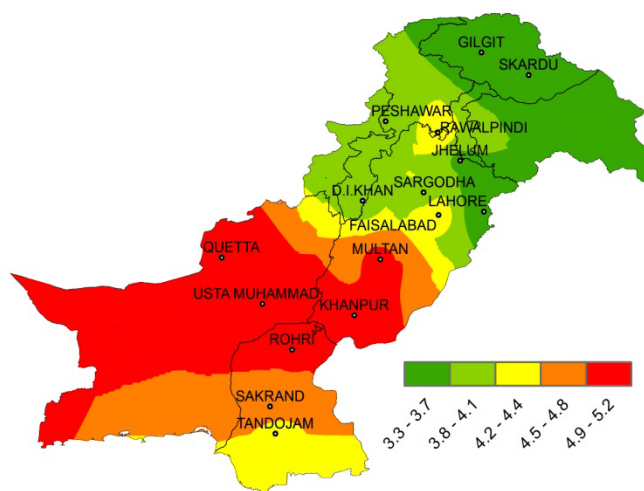 GILGIT
SKARDU
PESHAWAR
RAWALPINDI
JHELUM
D.I.KHAN
SARGODHA
LAHORE
FAISALABAD
QUETTA
MULTAN
USTA MUHAMMAD
KHANPUR
ROHRI
SAKRAND
TANDOJAM
3.3 - 3.7
3.8 - 4.1
4.2 - 4.4
4.5 - 4.8
4.9 - 5.2